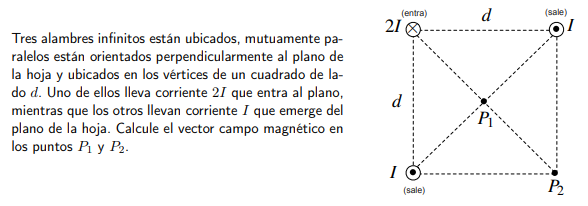 Tres alambres infinitos están ubicados, mutuamente pa-
ralelos están orientados perpendicularmente al plano de
la hoja y ubicados en los vértices de un cuadrado de la-
do d. Uno de ellos lleva corriente 2I que entra al plano,
mientras que los otros llevan corriente I que emerge del
plano de la hoja. Calcule el vector campo magnético en
los puntos P₁ y P₂.
(entra)
d
(sale)
2I
I
d
P₁
I
(sale)
P₂